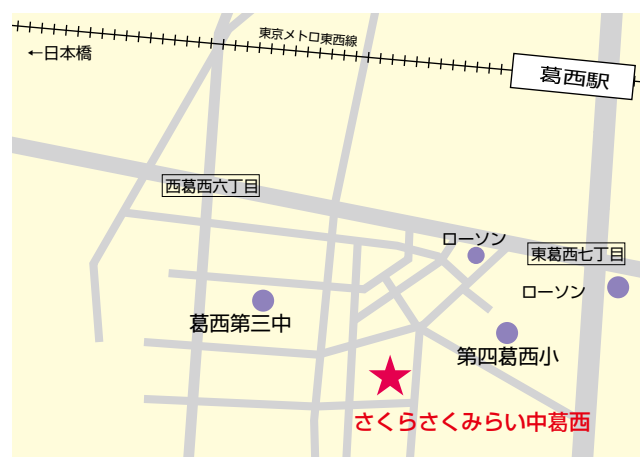 東京メトロ東西線
←日本橋
葛西駅
西葛西六丁目
ローソン
東葛西七丁目
ローソン
葛西第三中
第四葛西小
さくらさくみらい中葛西